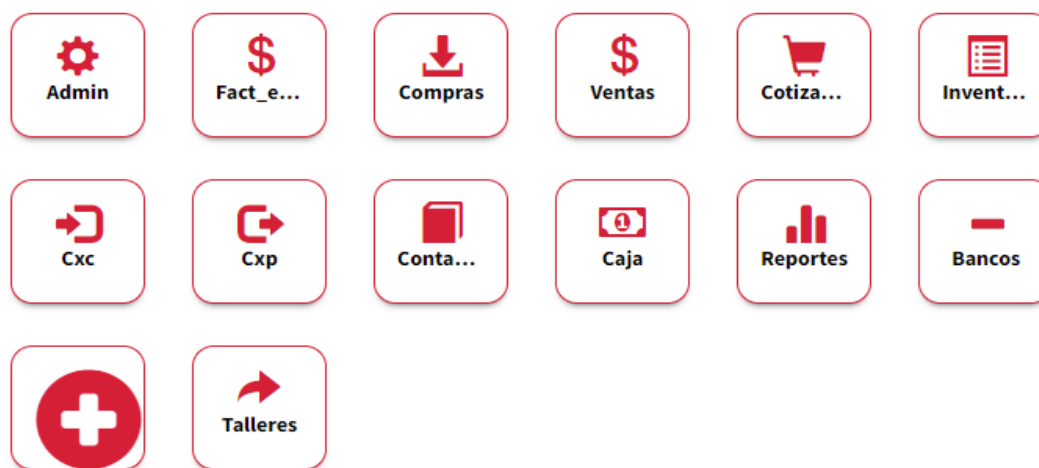 Admin
Fact_e...
Compras
Ventas
Cotiza...
Invent...
Cxc
Cxp
Conta...
Caja
Reportes
Bancos
Talleres